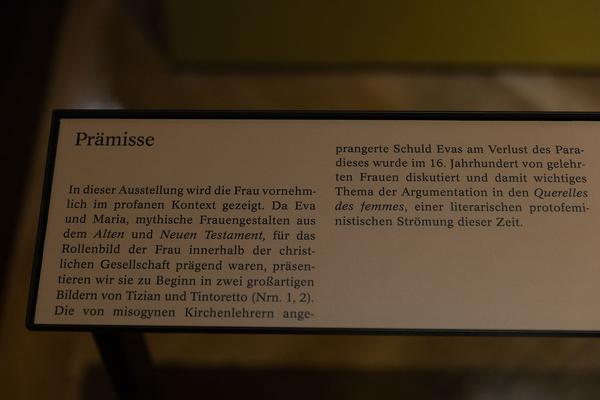 Prämisse
In dieser Ausstellung wird die Frau vornehm-
lich im profanen Kontext gezeigt. Da Eva
und Maria, mythische Frauengestalten aus
dem Alten und Neuen Testament, für das
Rollenbild der Frau innerhalb der christ-
lichen Gesellschaft prägend waren, präsen-
tieren wir sie zu Beginn in zwei großartigen
Bildern von Tizian und Tintoretto (Nrn. 1, 2).
Die von misogynen Kirchenlehrern ange-
prangerte Schuld Evas am Verlust des Para-
dieses wurde im 16. Jahrhundert von gelehr-
ten Frauen diskutiert und damit wichtiges
Thema der Argumentation in den Querelles
des femmes, einer literarischen protofemi-
nistischen Strömung dieser Zeit.